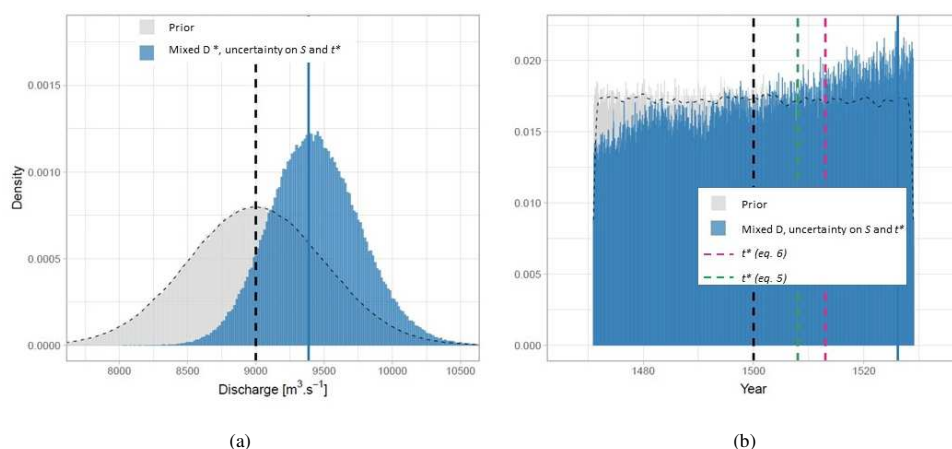 Prior
Mixed D *, uncertainty on S and t*
0.0015
0.0010
0.0005
0.0000
Density
8000 8500 9000 9500 10000 10500
Discharge [m³.s⁻¹]
(a)
0.020
0.015
0.010
0.005
0.000
Prior
Mixed D, uncertainty on S and t*
t* (eq. 6)
t* (eq. 5)
1480 1500 1520
Year
(b)